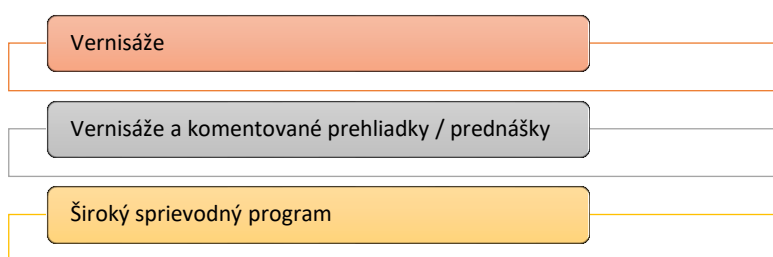 Vernisáže
Vernisáže a komentované prehliadky / prednášky
Široký sprievodný program